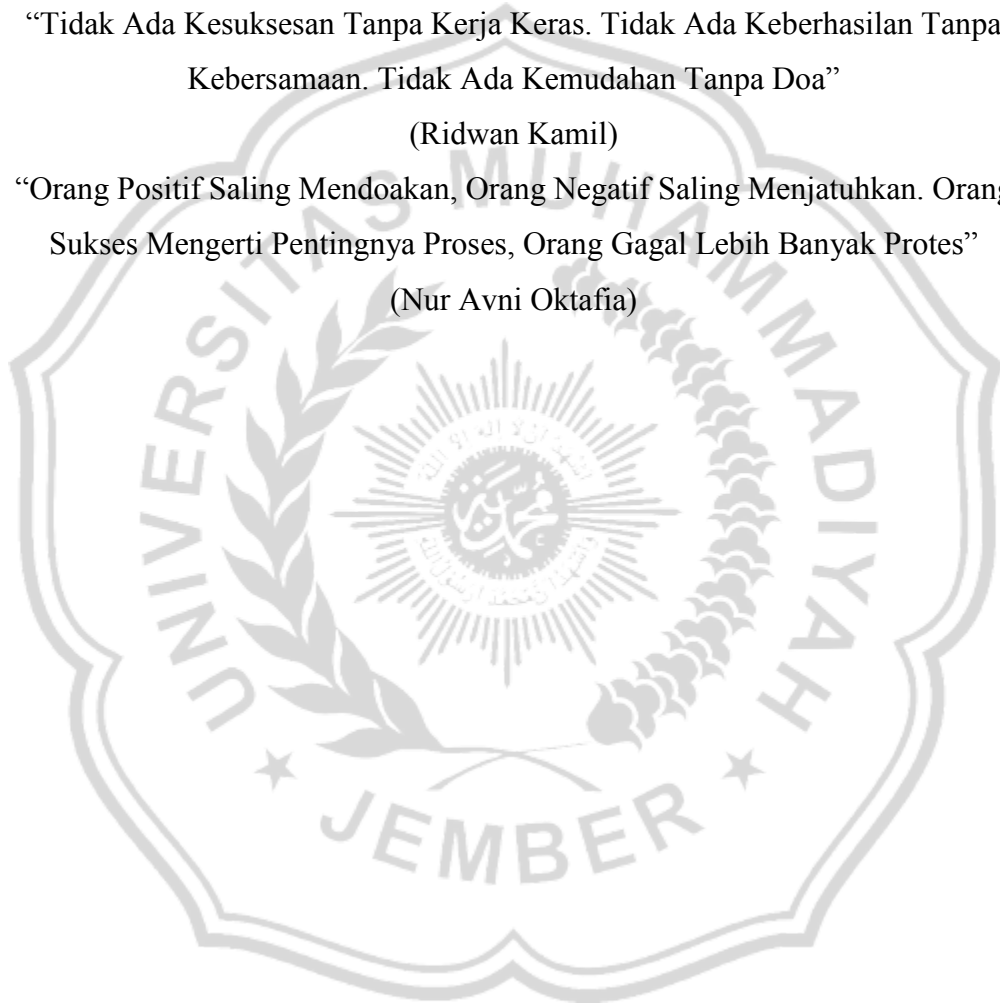 “Tidak Ada Kesuksesan Tanpa Kerja Keras. Tidak Ada Keberhasilan Tanpa
Kebersamaan. Tidak Ada Kemudahan Tanpa Doa”
(Ridwan Kamil)
“Orang Positif Saling Mendoakan, Orang Negatif Saling Menjatuhkan. Orang
Sukses Mengerti Pentingnya Proses, Orang Gagal Lebih Banyak Protes”
(Nur Avni Oktafia)
UNIVERSITAS MUHAMMADIYAH
JEMBER